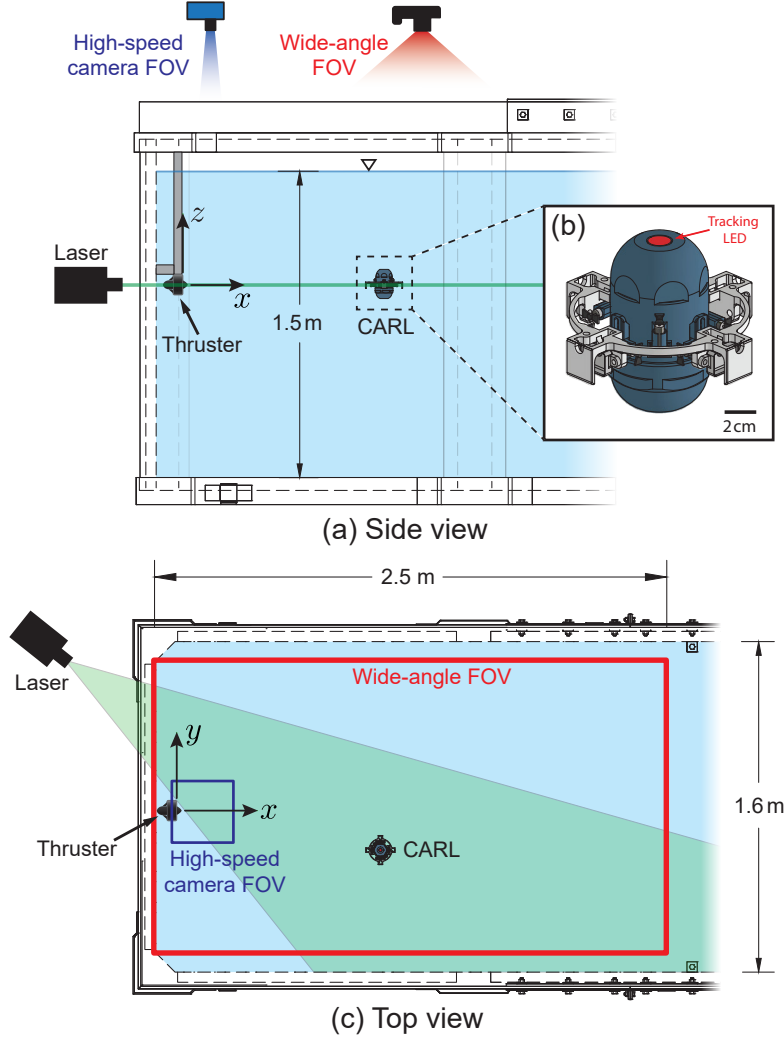 High-speed
camera FOV
Wide-angle
FOV
z
Laser
x
Thruster
1.5 m
CARL
(b)
Tracking
LED
2 cm
(a) Side view
2.5 m
Laser
Wide-angle FOV
y
x
Thruster
High-speed
camera FOV
CARL
1.6 m
(c) Top view